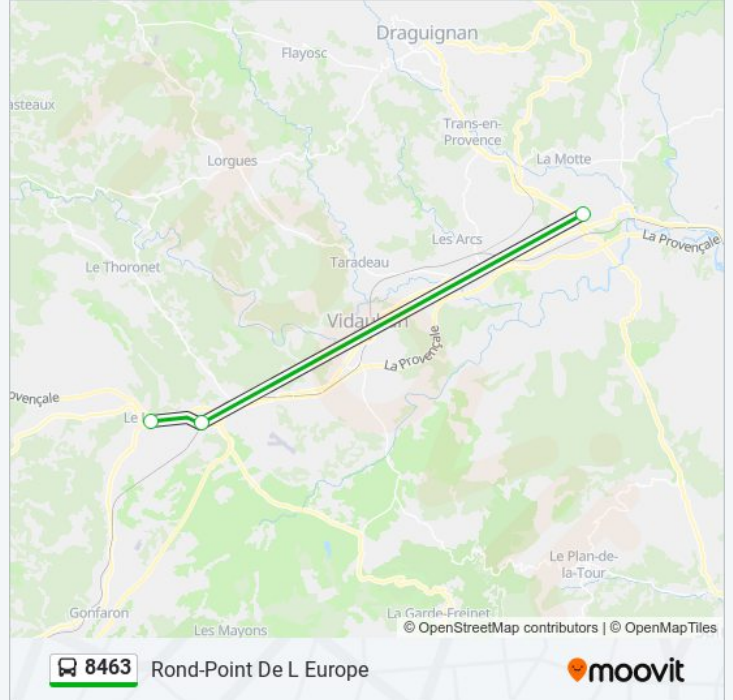 Draguignan
Flayosc
asteaux
Trans-en-
Provence
La Motte
Lorgues
Les Arcs
La Provençale
Taradeau
Le Thoronet
Vidauban
La Provençale
ovençale
Le L
Le Plan-de-
la-Tour
Gonfaron
La Garde-Freinet
Les Mayons
© OpenStreetMap contributors | © OpenMapTiles
8463 Rond-Point De L Europe moovit